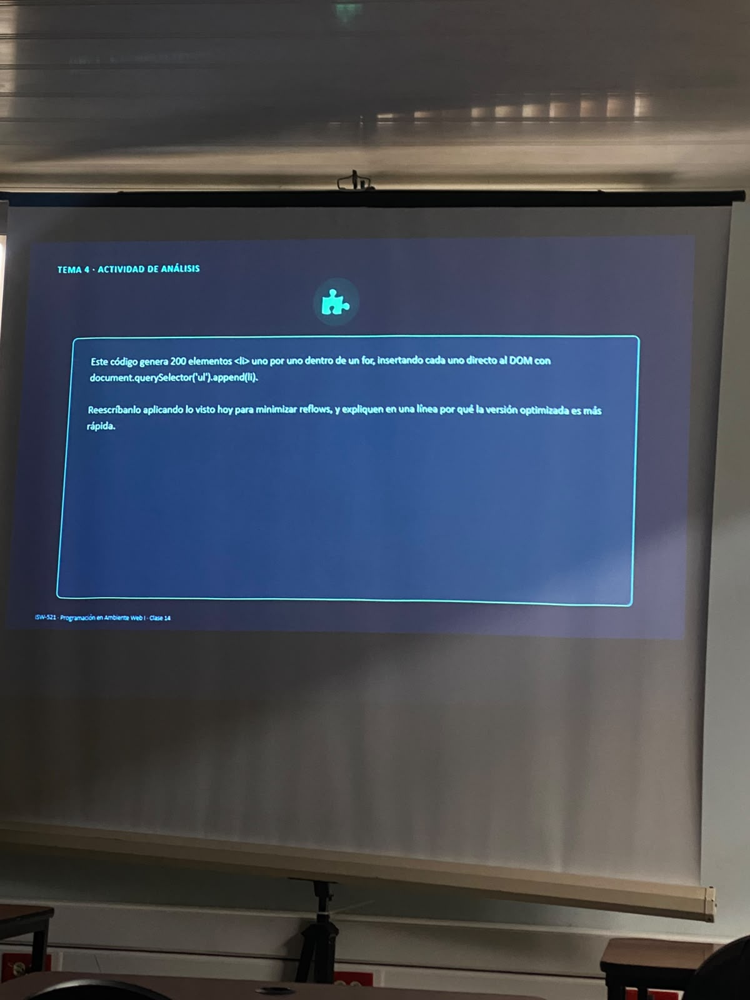 TEMA 4 · ACTIVIDAD DE ANÁLISIS
Este código genera 200 elementos <li> uno por uno dentro de un for, insertando cada uno directo al DOM con
document.querySelector('ul').append(li).
Reescríbanlo aplicando lo visto hoy para minimizar reflows, y expliquen en una línea por qué la versión optimizada es más
rápida.
ISW-521 · Programación en Ambiente Web I · Clase 14